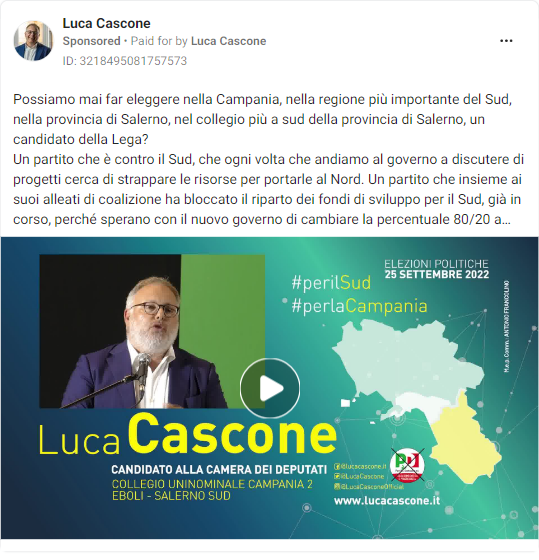 Luca Cascone
Sponsored • Paid for by Luca Cascone
ID: 3218495081757573
Possiamo mai far eleggere nella Campania, nella regione più importante del Sud,
nella provincia di Salerno, nel collegio più a sud della provincia di Salerno, un
candidato della Lega?
Un partito che è contro il Sud, che ogni volta che andiamo al governo a discutere di
progetti cerca di strappare le risorse per portarle al Nord. Un partito che insieme ai
suoi alleati di coalizione ha bloccato il riparto dei fondi di sviluppo per il Sud, già in
corso, perché sperano con il nuovo governo di cambiare la percentuale 80/20 a...
ELEZIONI POLITICHE
25 SETTEMBRE 2022
#perilSud
#perlaCampania
M.e.p. Comm. ANTONIO FRANGOLINO
Luca Cascone
CANDIDATO ALLA CAMERA DEI DEPUTATI
COLLEGIO UNINOMINALE CAMPANIA 2
EBOLI - SALERNO SUD
@lucacascone.it
@LucaCascone
@LucaCasconeOfficial
PD
www.lucacascone.it